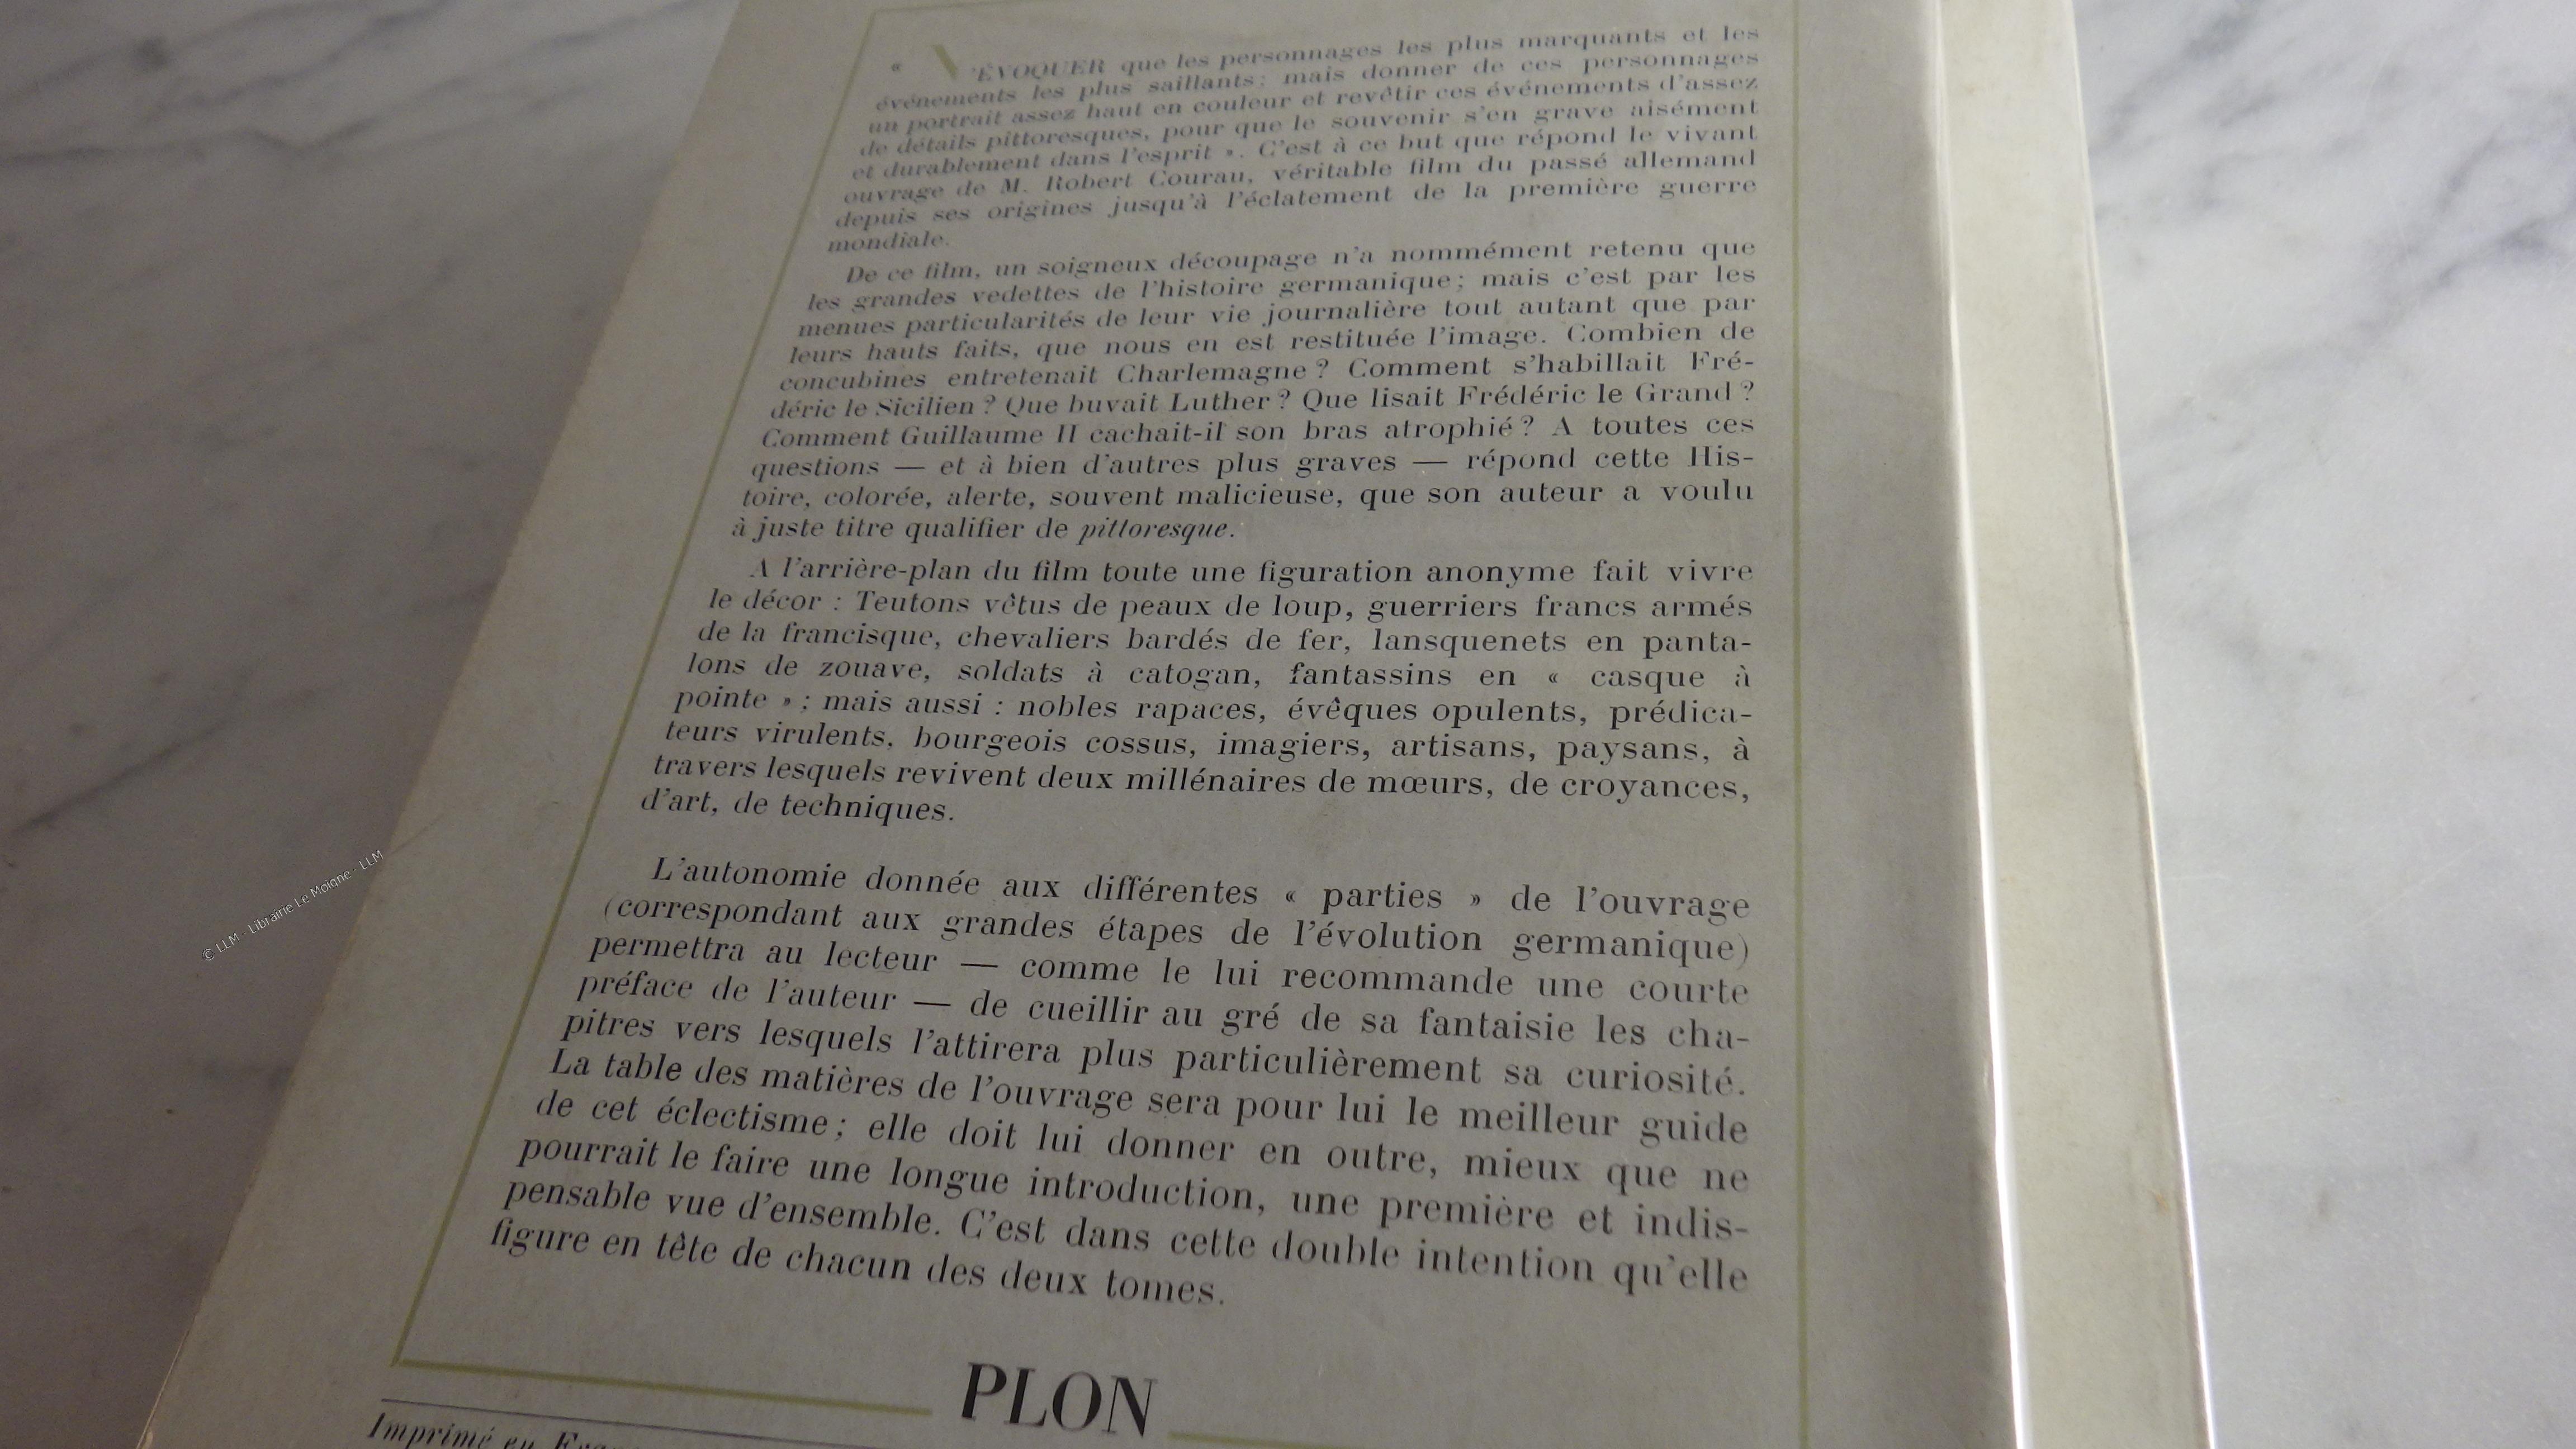 « N'ÉVOQUER que les personnages les plus marquants et les
événements les plus saillants; mais donner de ces personnages
un portrait assez haut en couleur et revêtir ces événements d'assez
de détails pittoresques, pour que le souvenir s'en grave aisément
et durablement dans l'esprit ». C'est à ce but que répond le vivant
ouvrage de M. Robert Courau, véritable film du passé allemand
depuis ses origines jusqu'à l'éclatement de la première guerre
mondiale.
De ce film, un soigneux découpage n'a nommément retenu que
les grandes vedettes de l'histoire germanique; mais c'est par les
menues particularités de leur vie journalière tout autant que par
leurs hauts faits, que nous en est restituée l'image. Combien de
concubines entretenait Charlemagne? Comment s'habillait Fré-
déric le Sicilien? Que buvait Luther? Que lisait Frédéric le Grand?
Comment Guillaume II cachait-il son bras atrophié? A toutes ces
questions — et à bien d'autres plus graves — répond cette His-
toire, colorée, alerte, souvent malicieuse, que son auteur a voulu
à juste titre qualifier de pittoresque.
A l'arrière-plan du film toute une figuration anonyme fait vivre
le décor : Teutons vêtus de peaux de loup, guerriers francs armés
de la francisque, chevaliers bardés de fer, lansquenets en panta-
lons de zouave, soldats à catogan, fantassins en « casque à
pointe »; mais aussi : nobles rapaces, évêques opulents, prédica-
teurs virulents, bourgeois cossus, imagiers, artisans, paysans, à
travers lesquels revivent deux millénaires de mœurs, de croyances,
d'art, de techniques.
L'autonomie donnée aux différentes « parties » de l'ouvrage
(correspondant aux grandes étapes de l'évolution germanique)
permettra au lecteur — comme le lui recommande une courte
préface de l'auteur — de cueillir au gré de sa fantaisie les cha-
pitres vers lesquels l'attirera plus particulièrement sa curiosité.
La table des matières de l'ouvrage sera pour lui le meilleur guide
de cet éclectisme; elle doit lui donner en outre, mieux que ne
pourrait le faire une longue introduction, une première et indis-
pensable vue d'ensemble. C'est dans cette double intention qu'elle
figure en tête de chacun des deux tomes.
PLON
Imprimé en
© LLM - Librairie Le Moigne - LLM